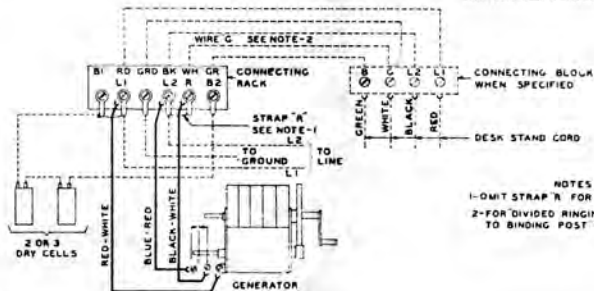 WIRE G SEE NOTE-2
BI RD GRD BK WH GR
L1 L2 R B2
CONNECTING
RACK
B C L2 L1
CONNECTING BLOCK
WHEN SPECIFIED
GREEN
WHITE
BLACK
RED
DESK STAND CORD
STRAP "R"
SEE NOTE-1
L2
TO
GROUND
TO
LINE
L1
2 OR 3
DRY CELLS
RED-WHITE
BLUE-RED
BLACK-WHITE
GENERATOR
NOTES
1-OMIT STRAP "R" FOR
2-FOR DIVIDED RINGIN
TO BINDING POST